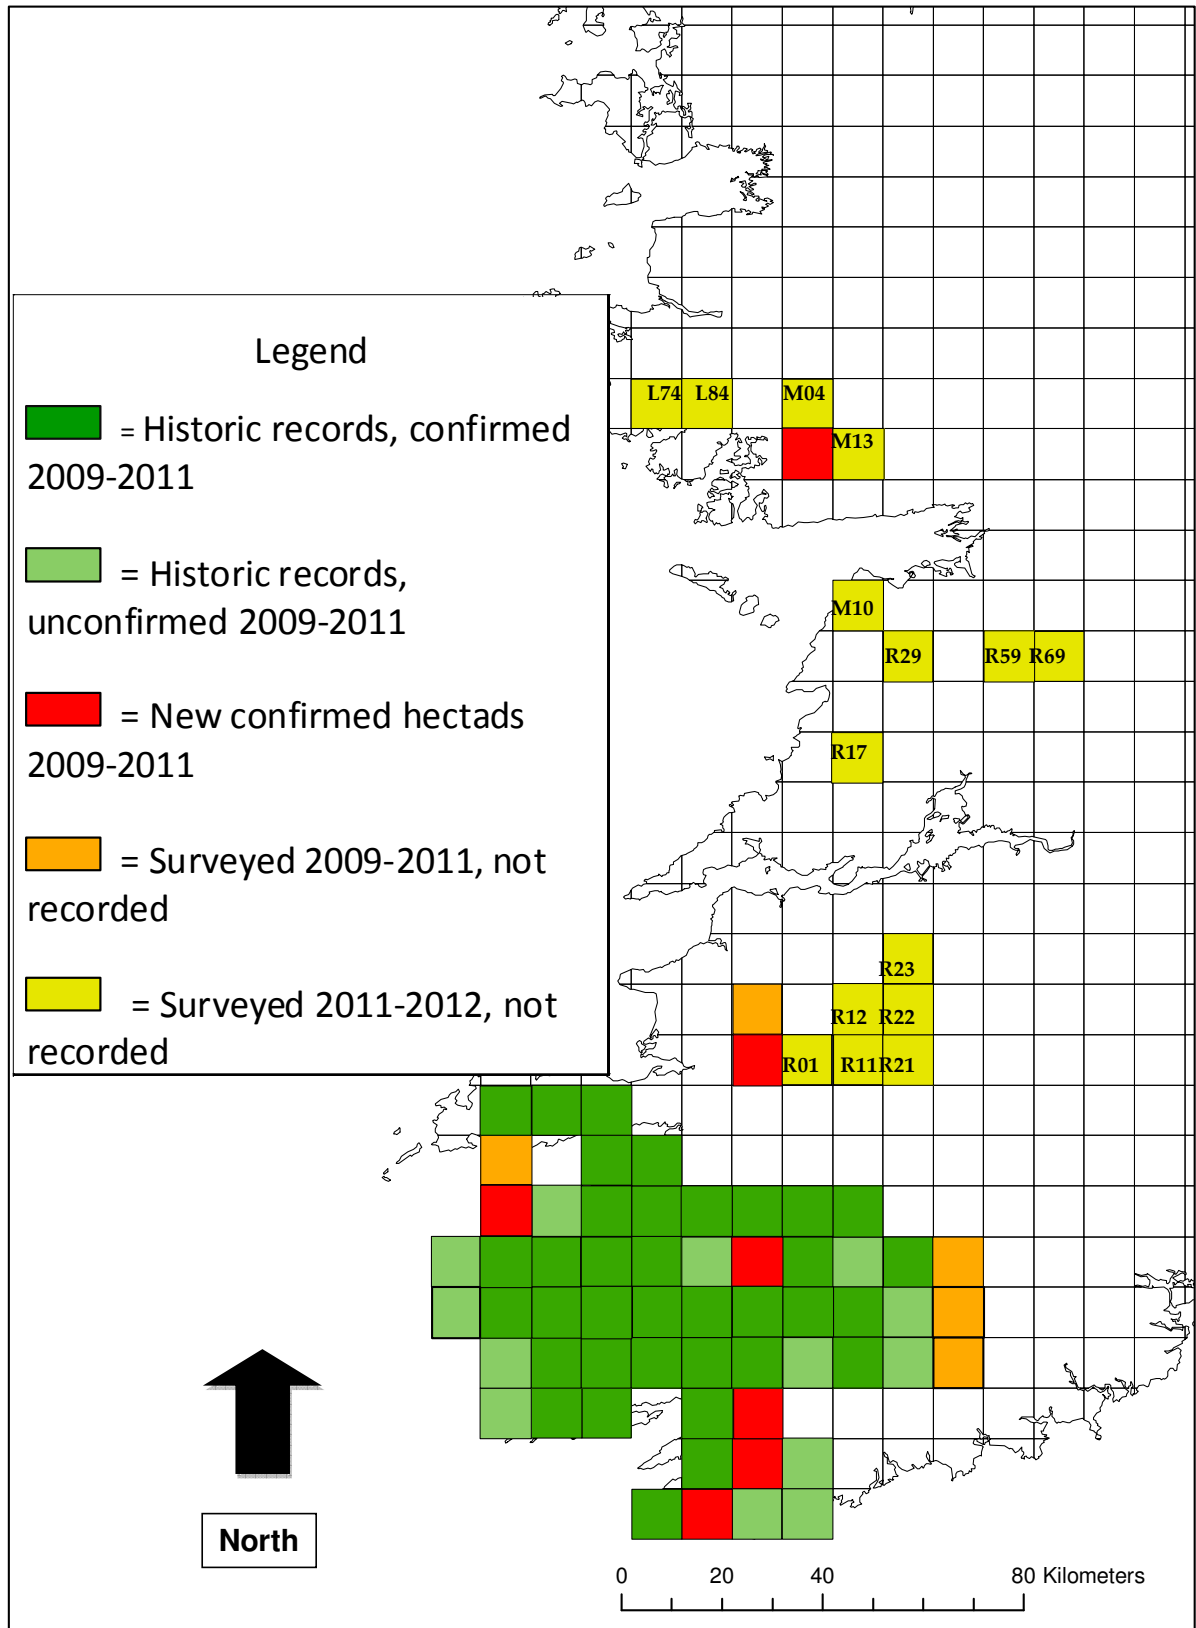 Legend
= Historic records, confirmed
2009-2011
= Historic records,
unconfirmed 2009-2011
= New confirmed hectads
2009-2011
= Surveyed 2009-2011, not
recorded
= Surveyed 2011-2012, not
recorded
L74 L84 M04
M13
M10
R29 R59 R69
R17
R23
R12 R22
R01 R11 R21
North
0 20 40 80 Kilometers